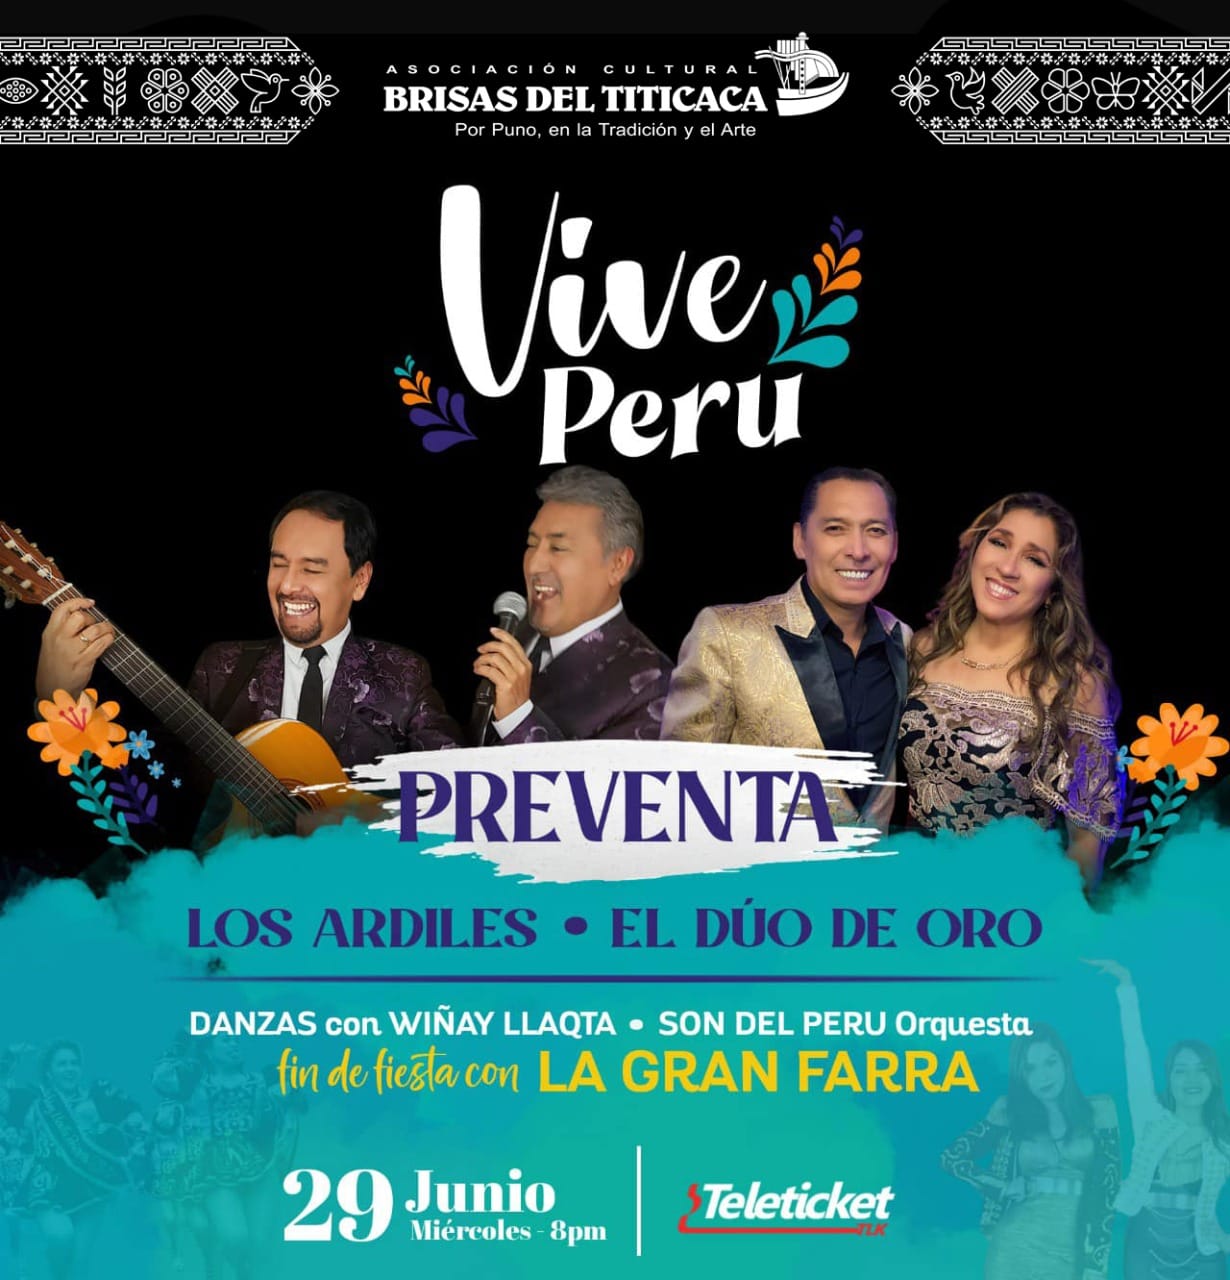 ASOCIACIÓN CULTURAL
BRISAS DEL TITICACA
Por Puno, en la Tradición y el Arte
Vive
Peru
PREVENTA
LOS ARDILES • EL DÚO DE ORO
DANZAS con WIÑAY LLAQTA • SON DEL PERU Orquesta
fin de fiesta con LA GRAN FARRA
29 Junio
Miércoles - 8pm
Teleticket
TLK